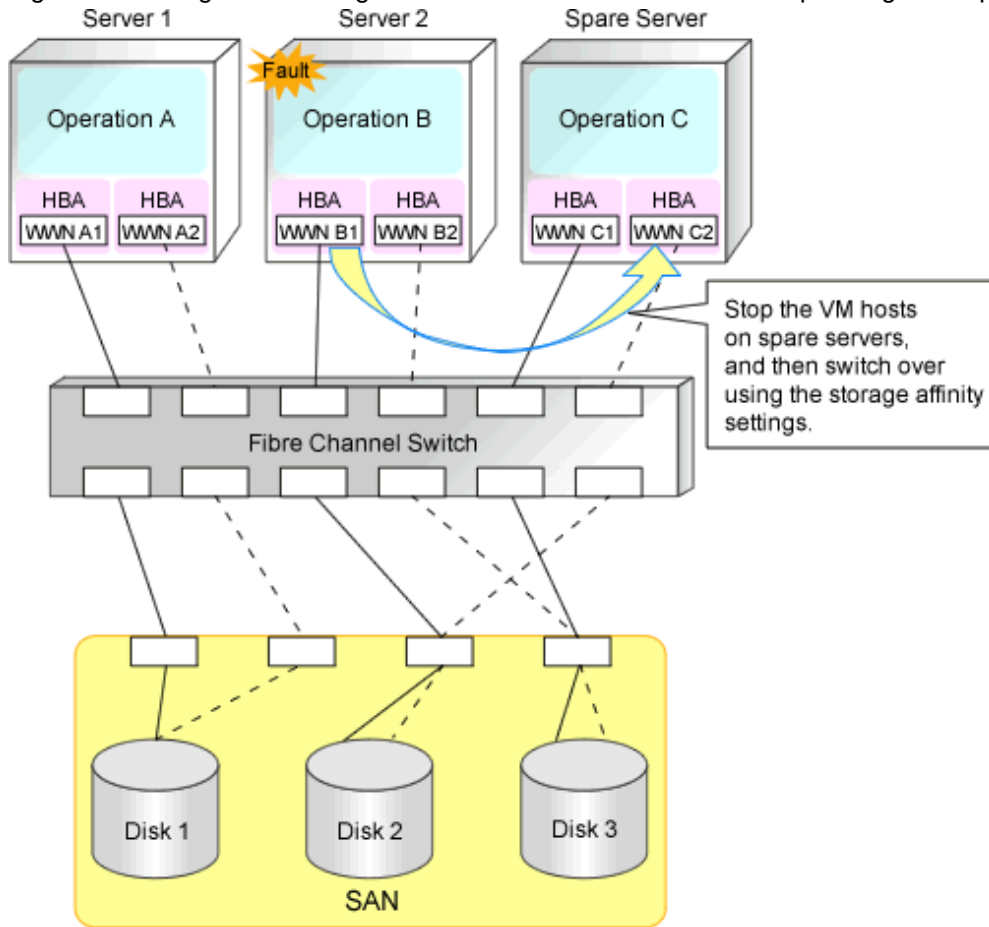 Server 1
Server 2
Spare Server
Fault
Operation A
Operation B
Operation C
HBA
HBA
HBA
HBA
HBA
HBA
WWN A1
WWN A2
WWN B1
WWN B2
WWN C1
WWN C2
Stop the VM hosts
on spare servers,
and then switch over
using the storage affinity
settings.
Fibre Channel Switch
Disk 1
Disk 2
Disk 3
SAN